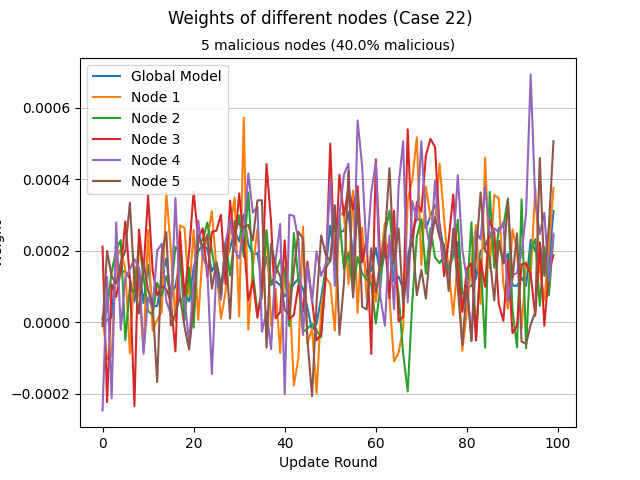 Weights of different nodes (Case 22)
5 malicious nodes (40.0% malicious)
Global Model
Node 1
Node 2
Node 3
Node 4
Node 5
0.0006
0.0004
0.0002
0.0000
−0.0002
0 20 40 60 80 100
Update Round